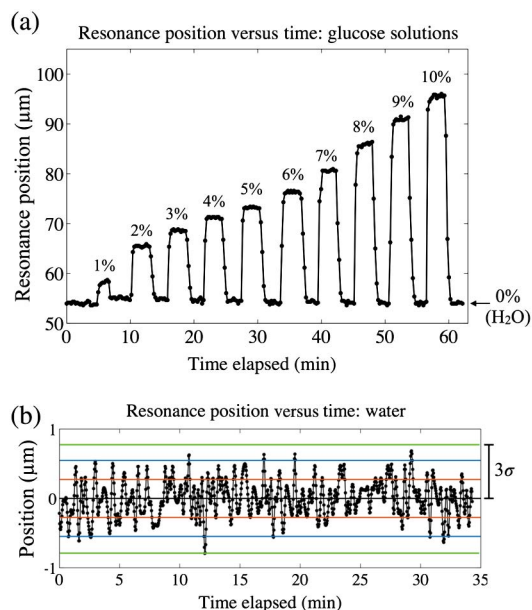 (a)
Resonance position versus time: glucose solutions
Resonance position (μm)
100
90
80
70
60
50
1%
2%
3%
4%
5%
6%
7%
8%
9%
10%
0%
(H2O)
0 10 20 30 40 50 60
Time elapsed (min)
(b)
Resonance position versus time: water
Position (μm)
1
0
-1
3σ
0 5 10 15 20 25 30 35
Time elapsed (min)